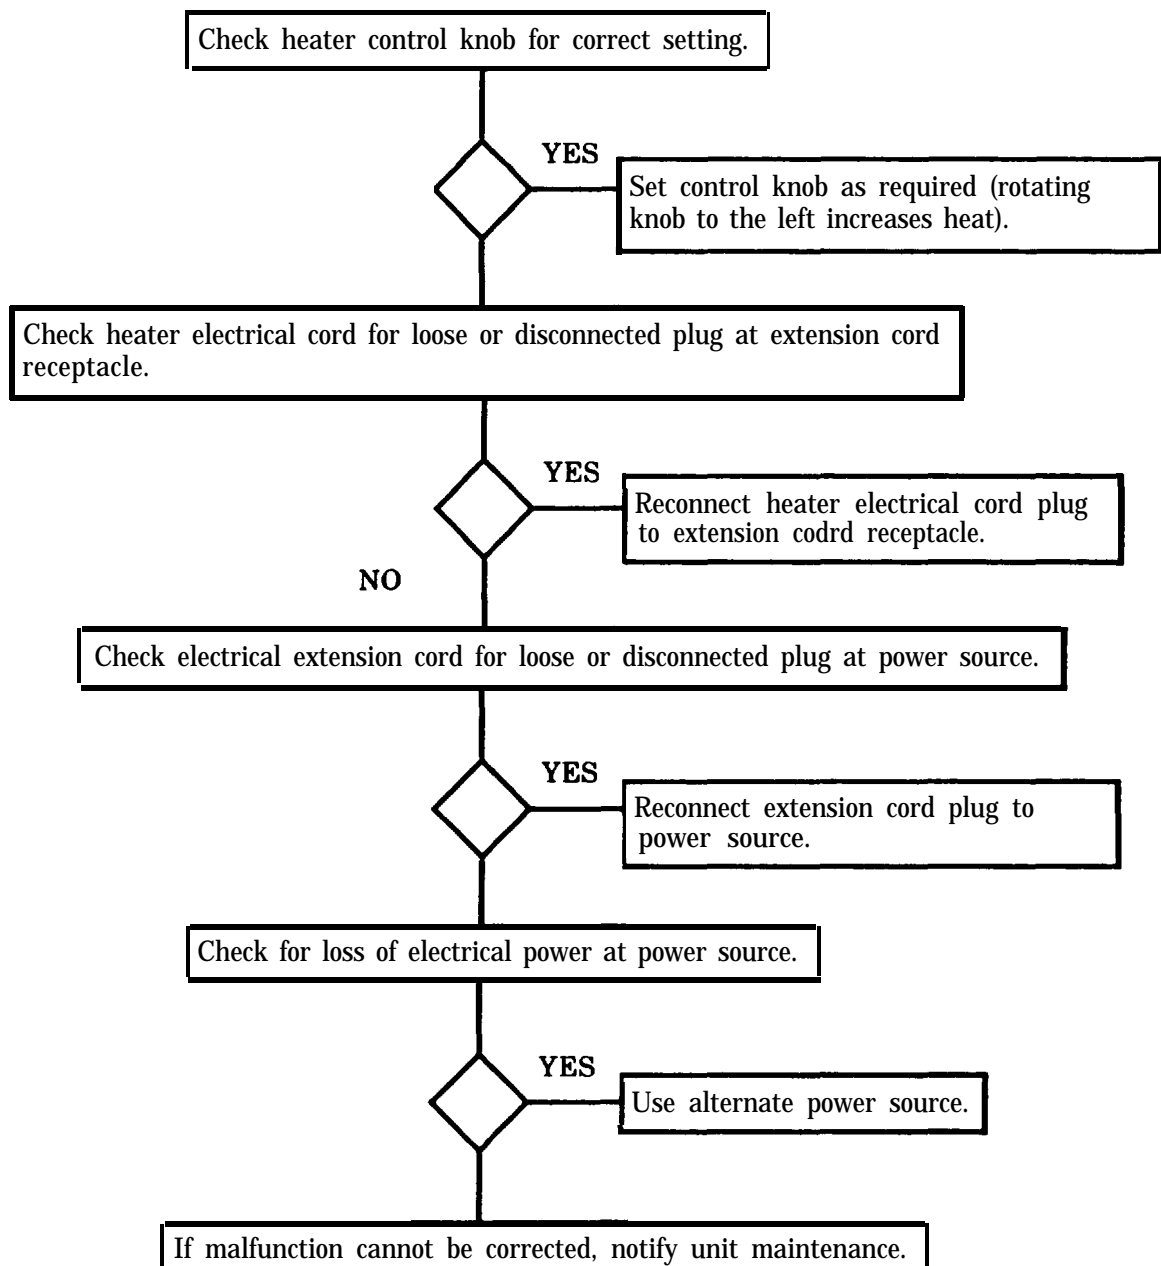 Check heater control knob for correct setting.
YES
Set control knob as required (rotating
knob to the left increases heat).
Check heater electrical cord for loose or disconnected plug at extension cord
receptacle.
YES
Reconnect heater electrical cord plug
to extension codrd receptacle.
NO
Check electrical extension cord for loose or disconnected plug at power source.
YES
Reconnect extension cord plug to
power source.
Check for loss of electrical power at power source.
YES
Use alternate power source.
If malfunction cannot be corrected, notify unit maintenance.